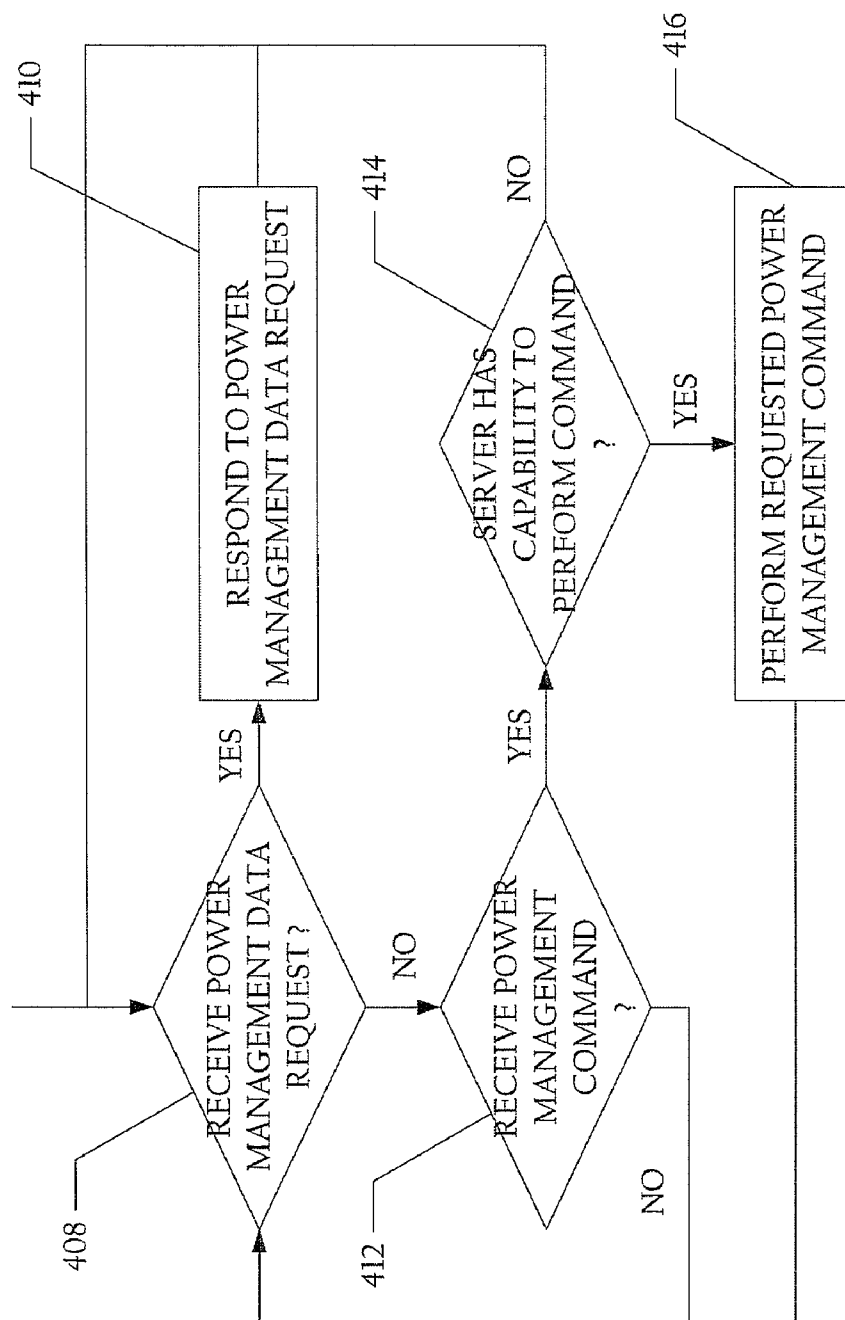 408
RECEIVE POWER
MANAGEMENT DATA
REQUEST ?
YES
RESPOND TO POWER
MANAGEMENT DATA REQUEST
410
NO
412
RECEIVE POWER
MANAGEMENT
COMMAND
?
YES
SERVER HAS
CAPABILITY TO
PERFORM COMMAND
?
414
NO
NO
YES
PERFORM REQUESTED POWER
MANAGEMENT COMMAND
416